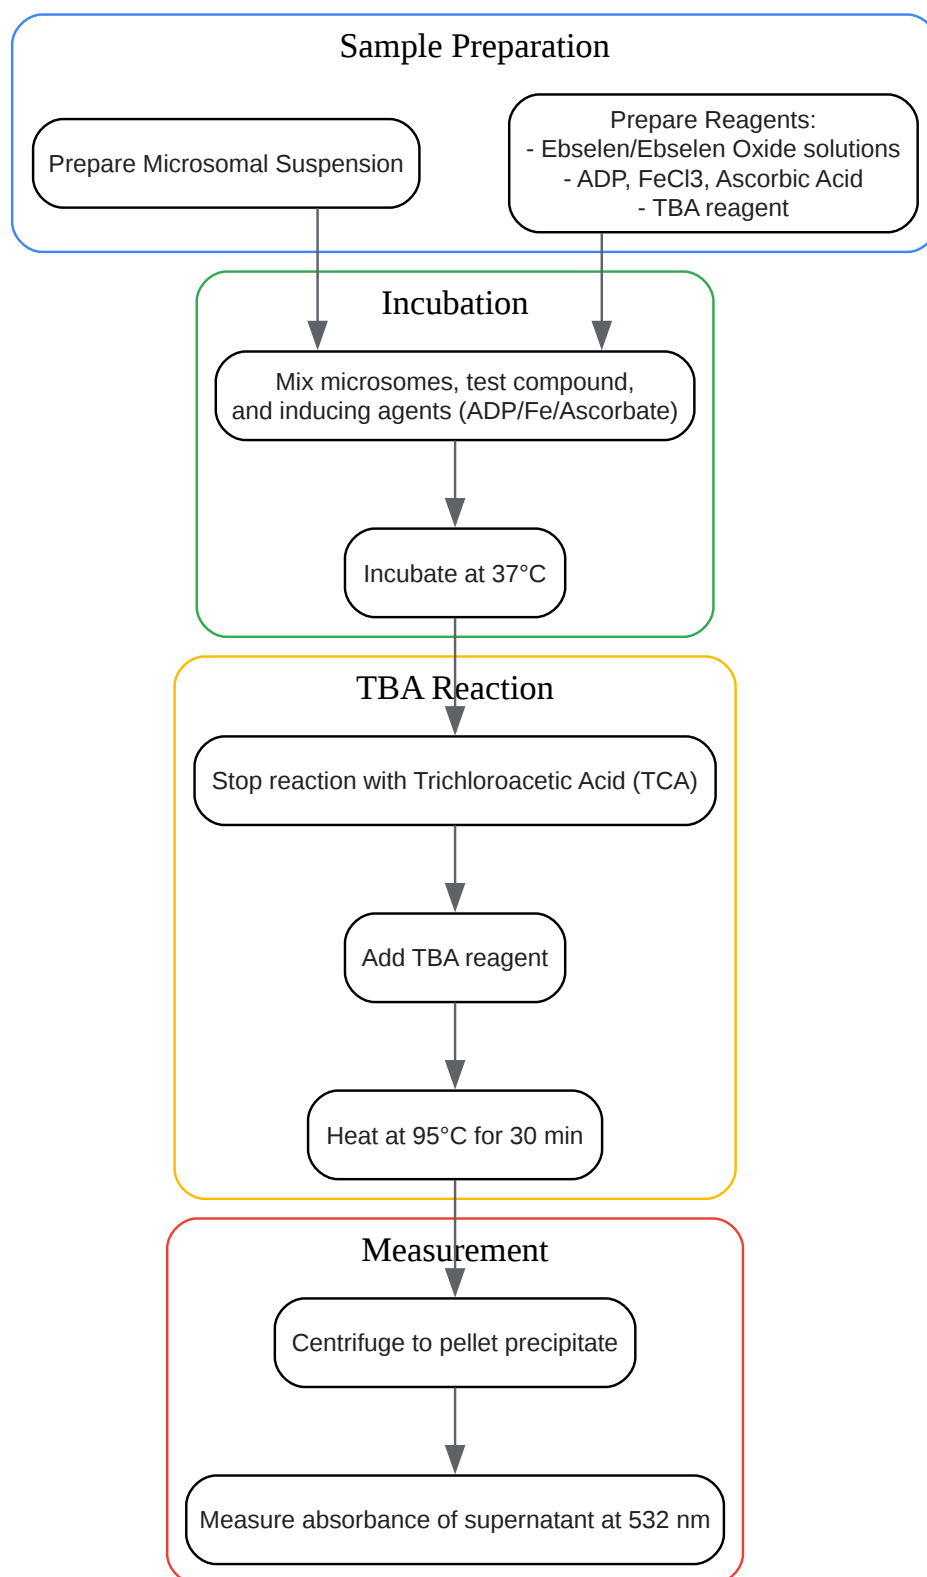 Sample Preparation
Prepare Microsomal Suspension
Prepare Reagents:
- Ebselen/Ebselen Oxide solutions
- ADP, FeCl3, Ascorbic Acid
- TBA reagent
Incubation
Mix microsomes, test compound,
and inducing agents (ADP/Fe/Ascorbate)
Incubate at 37°C
TBA Reaction
Stop reaction with Trichloroacetic Acid (TCA)
Add TBA reagent
Heat at 95°C for 30 min
Measurement
Centrifuge to pellet precipitate
Measure absorbance of supernatant at 532 nm